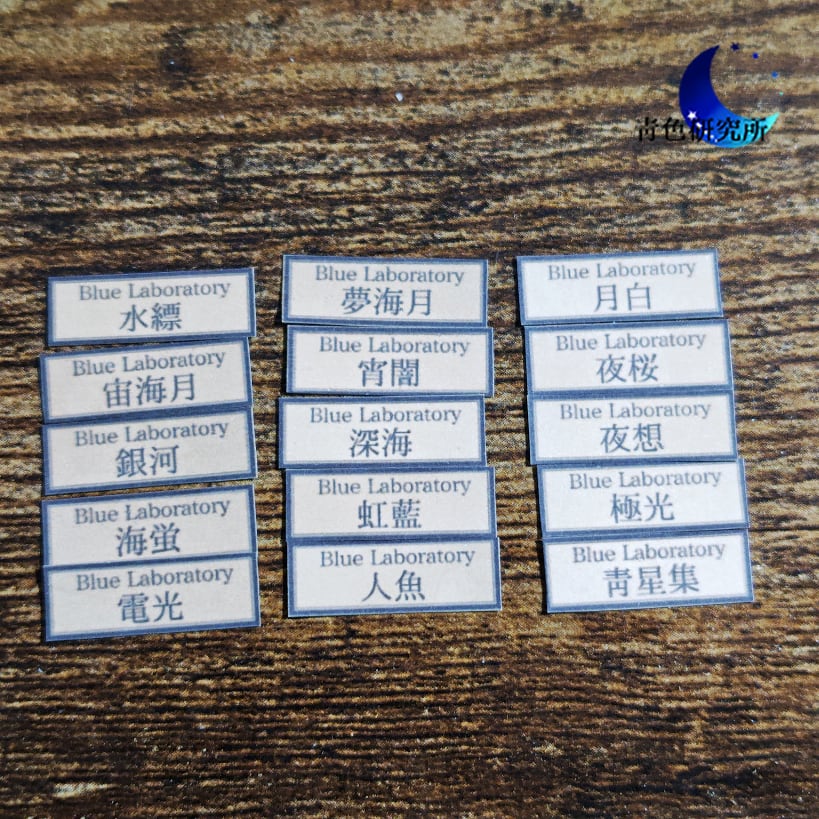 青色研究所
Blue Laboratory
水縹
Blue Laboratory
宙海月
Blue Laboratory
銀河
Blue Laboratory
海蛍
Blue Laboratory
電光
Blue Laboratory
夢海月
Blue Laboratory
宵闇
Blue Laboratory
深海
Blue Laboratory
虹藍
Blue Laboratory
人魚
Blue Laboratory
月白
Blue Laboratory
夜桜
Blue Laboratory
夜想
Blue Laboratory
極光
Blue Laboratory
青星集